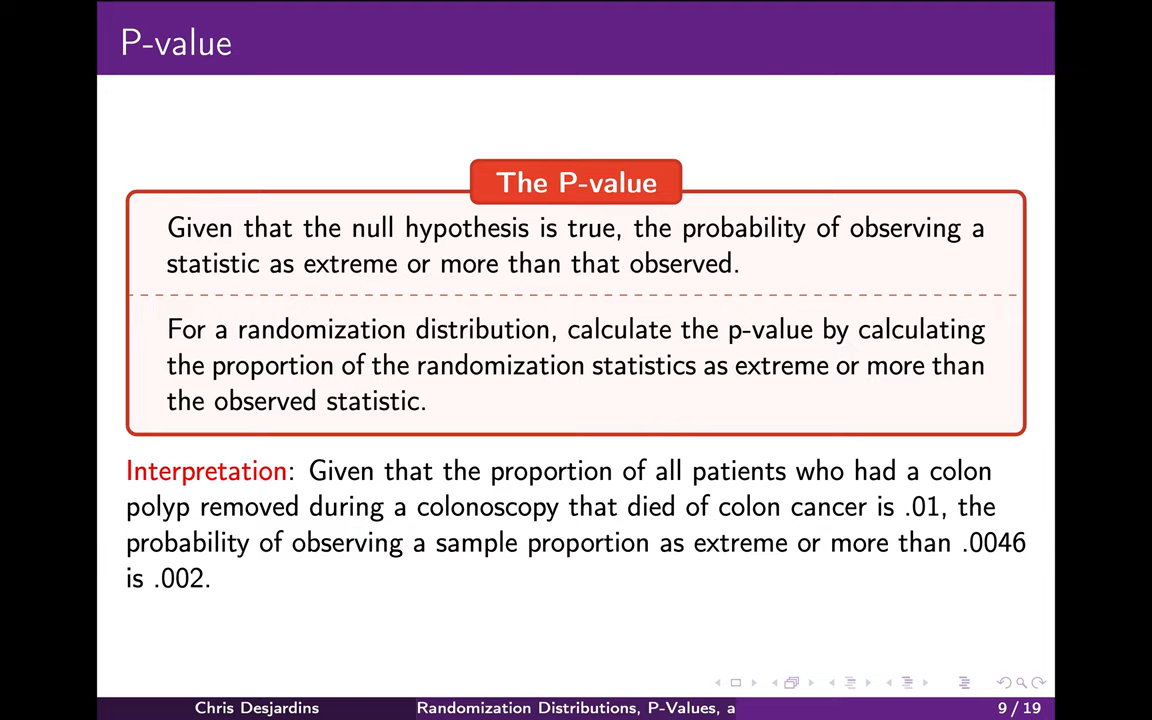 P-value
The P-value
Given that the null hypothesis is true, the probability of observing a
statistic as extreme or more than that observed.
For a randomization distribution, calculate the p-value by calculating
the proportion of the randomization statistics as extreme or more than
the observed statistic.
Interpretation: Given that the proportion of all patients who had a colon
polyp removed during a colonoscopy that died of colon cancer is .01, the
probability of observing a sample proportion as extreme or more than .0046
is .002.
Chris Desjardins
Randomization Distributions, P-Values, a
9 / 19